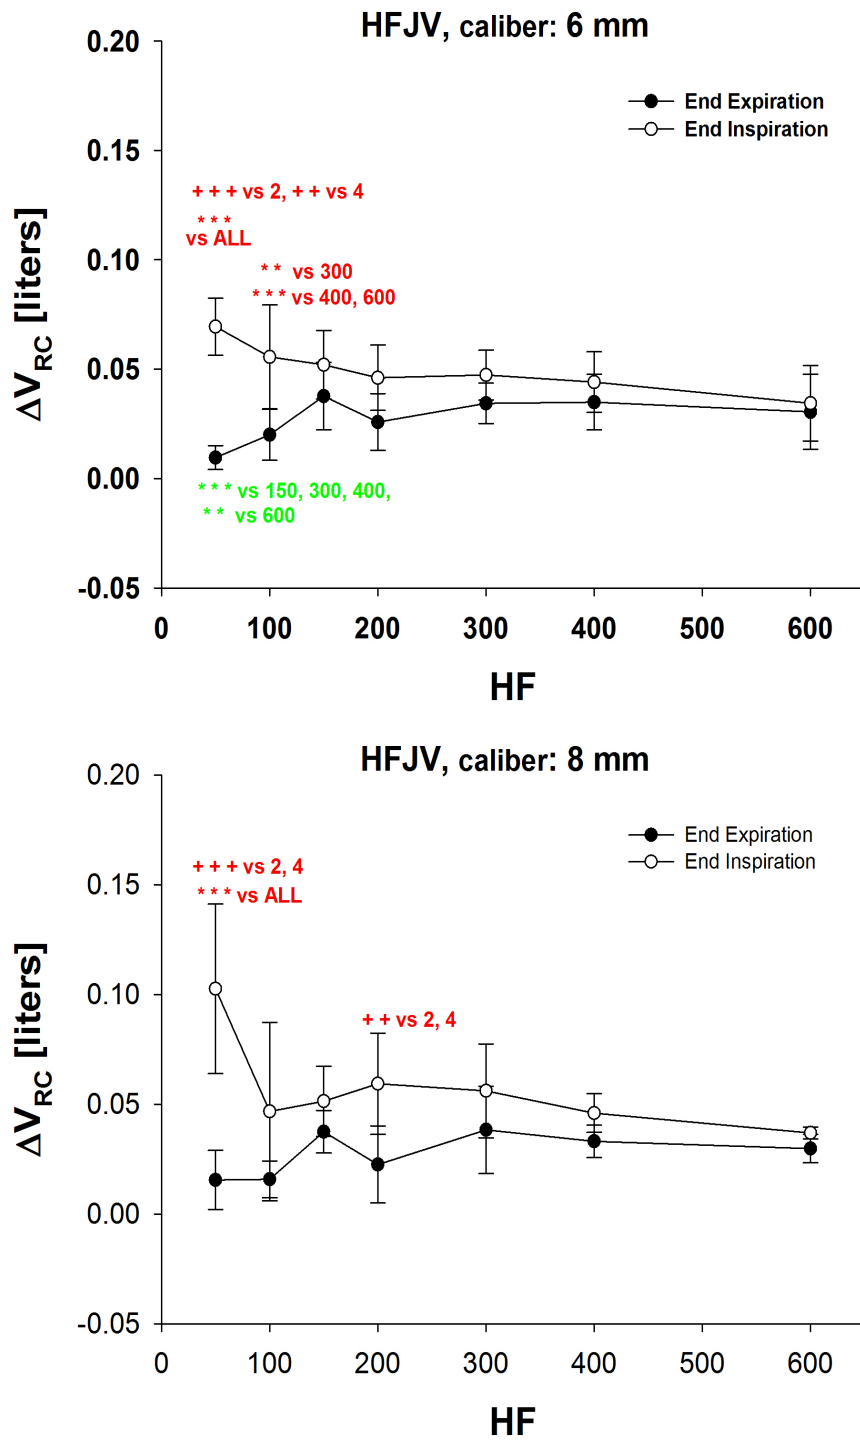 HFJV, caliber: 6 mm
0.20
End Expiration
End Inspiration
0.15
+ + + vs 2, + + vs 4
* * *
vs ALL
0.10
* * vs 300
* * * vs 400, 600
ΔV_RC [liters]
0.05
0.00
* * * vs 150, 300, 400,
* * vs 600
-0.05
0 100 200 300 400 500 600
HF
HFJV, caliber: 8 mm
0.20
End Expiration
End Inspiration
0.15
+ + + vs 2, 4
* * * vs ALL
0.10
+ + vs 2, 4
ΔV_RC [liters]
0.05
0.00
-0.05
0 100 200 300 400 500 600
HF